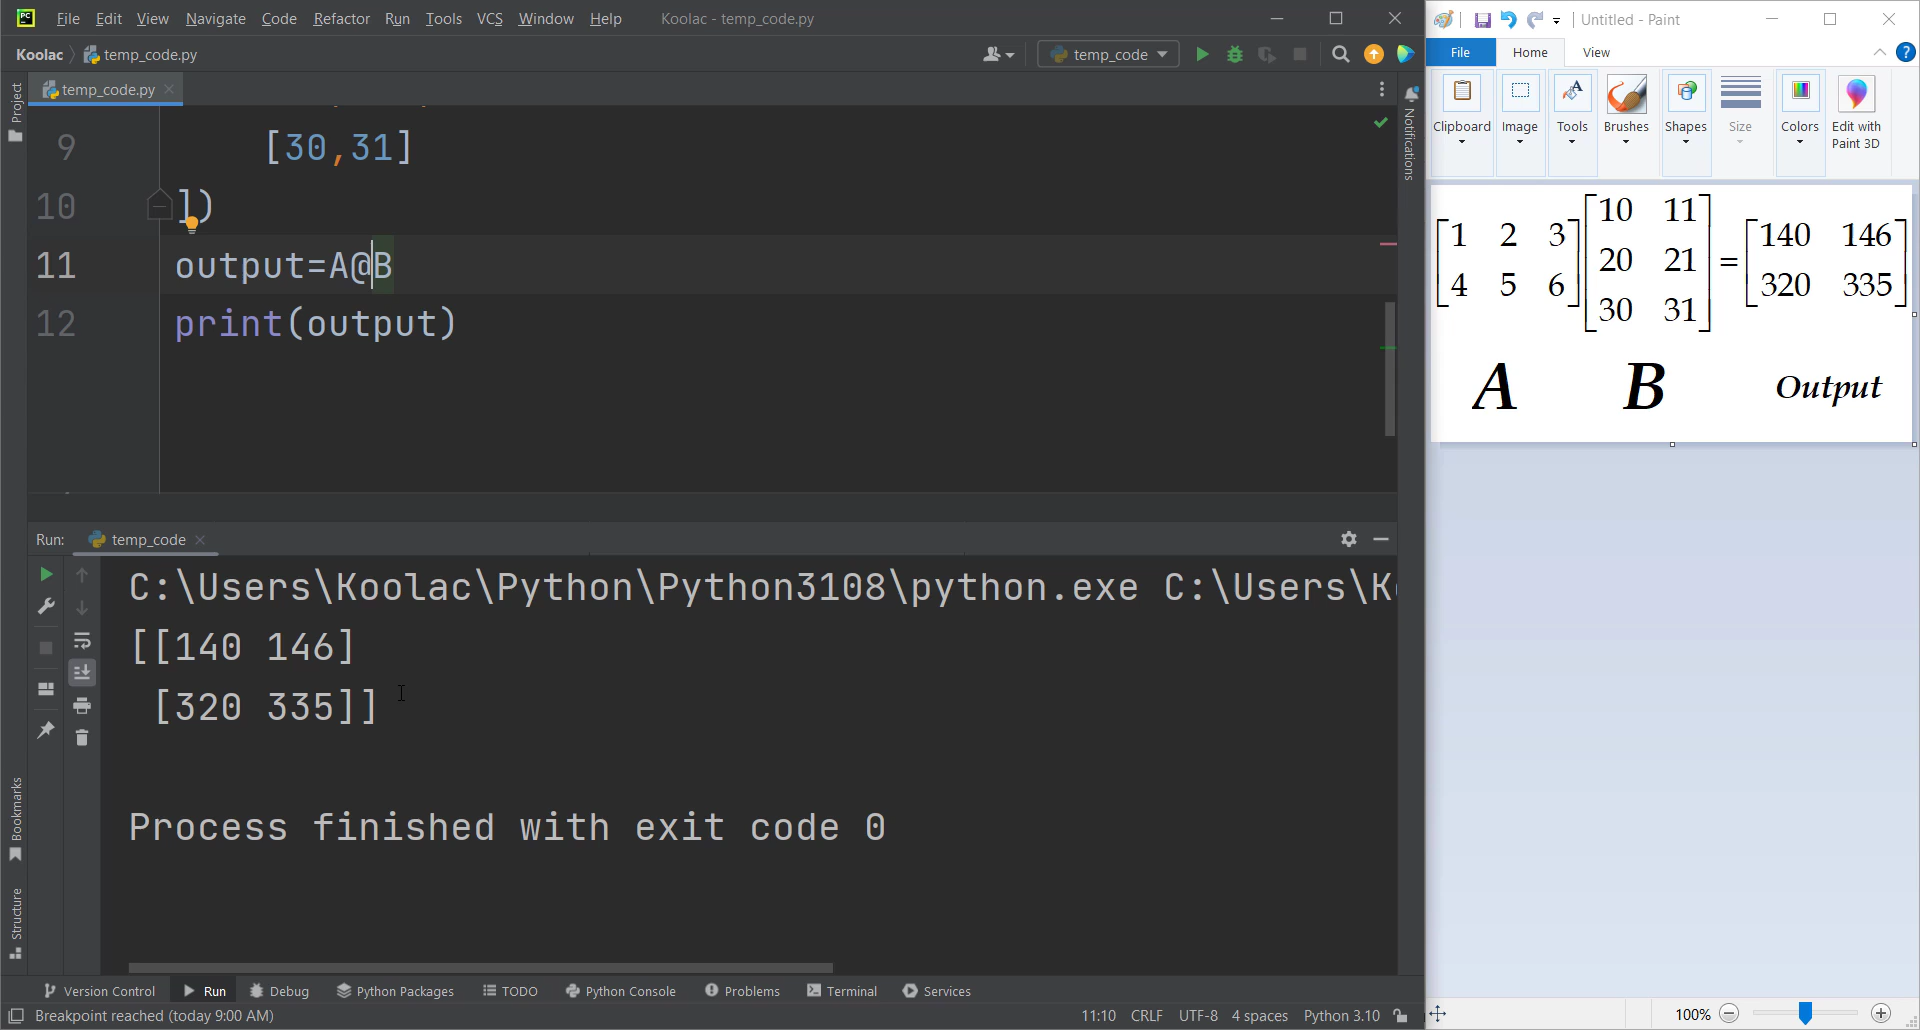 File Edit View Navigate Code Refactor Run Tools VCS Window Help Koolac - temp_code.py
Koolac temp_code.py temp_code
temp_code.py
Project
Notifications
9 [30,31]
10 ])
11 output=A@B
12 print(output)
Run: temp_code
C:\Users\Koolac\Python\Python3108\python.exe C:\Users\K
[[140 146]
[320 335]]
Process finished with exit code 0
Bookmarks
Structure
Version Control Run Debug Python Packages TODO Python Console Problems Terminal Services
Breakpoint reached (today 9:00 AM) 11:10 CRLF UTF-8 4 spaces Python 3.10
Untitled - Paint
File Home View
Clipboard Image Tools Brushes Shapes Size Colors Edit with
Paint 3D
10 11
1 2 3 140 146
20 21 =
4 5 6 320 335
30 31
A B Output
100%